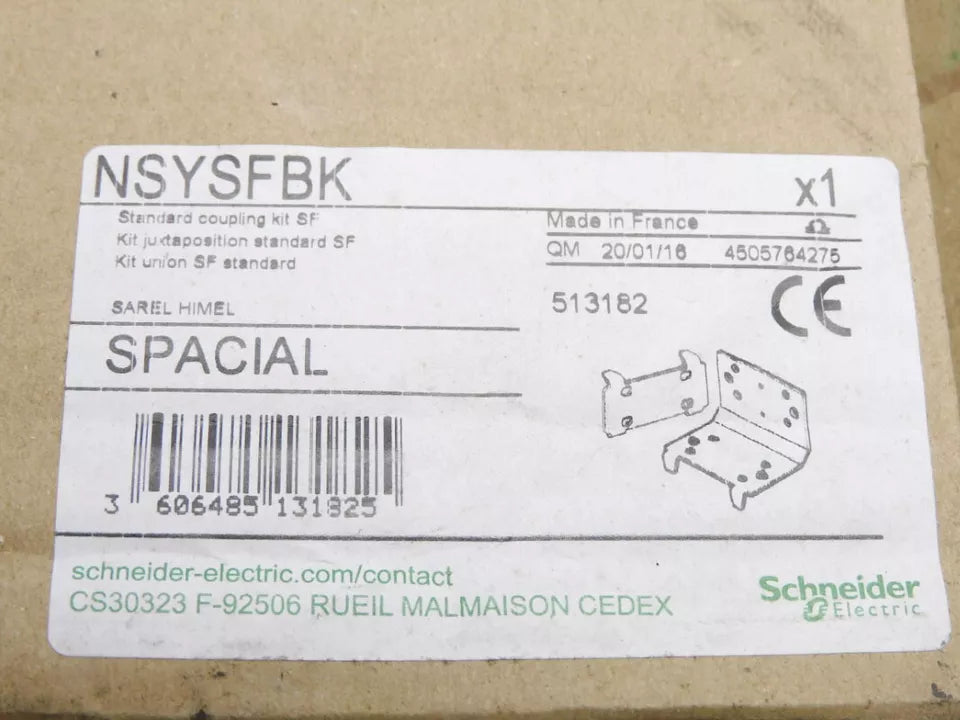 NSYSFBK
x1
Standard coupling kit SF
Kit juxtaposition standard SF
Kit union SF standard
Made in France
QM 20/01/16 4505764275
SAREL HIMEL
513182
CE
SPACIAL
3 606485 131825
schneider-electric.com/contact
CS30323 F-92506 RUEIL MALMAISON CEDEX
Schneider
Electric